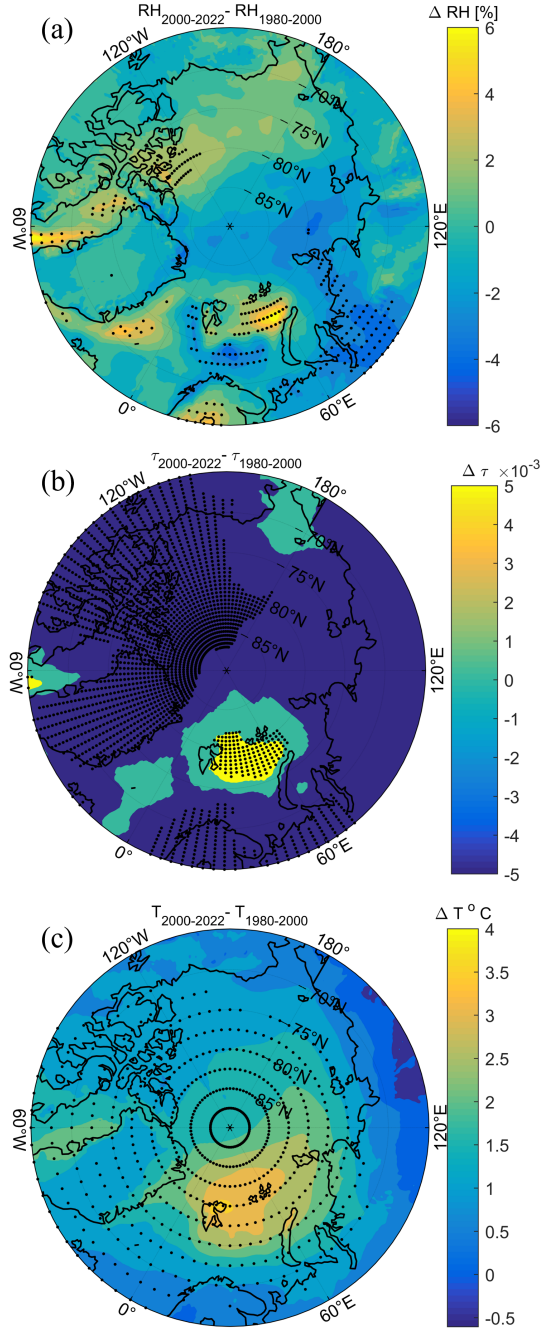 (a)
RH2000-2022 - RH1980-2000
Δ RH [%]
120°W
180°
70°N
75°N
80°N
85°N
60°W
120°E
0°
60°E
6
4
2
0
-2
-4
-6
(b)
τ2000-2022 - τ1980-2000
Δ τ ×10-3
120°W
180°
70°N
75°N
80°N
85°N
60°W
120°E
0°
60°E
5
4
3
2
1
0
-1
-2
-3
-4
-5
(c)
T2000-2022 - T1980-2000
Δ T ° C
120°W
180°
70°N
75°N
80°N
85°N
60°W
120°E
0°
60°E
4
3.5
3
2.5
2
1.5
1
0.5
0
-0.5